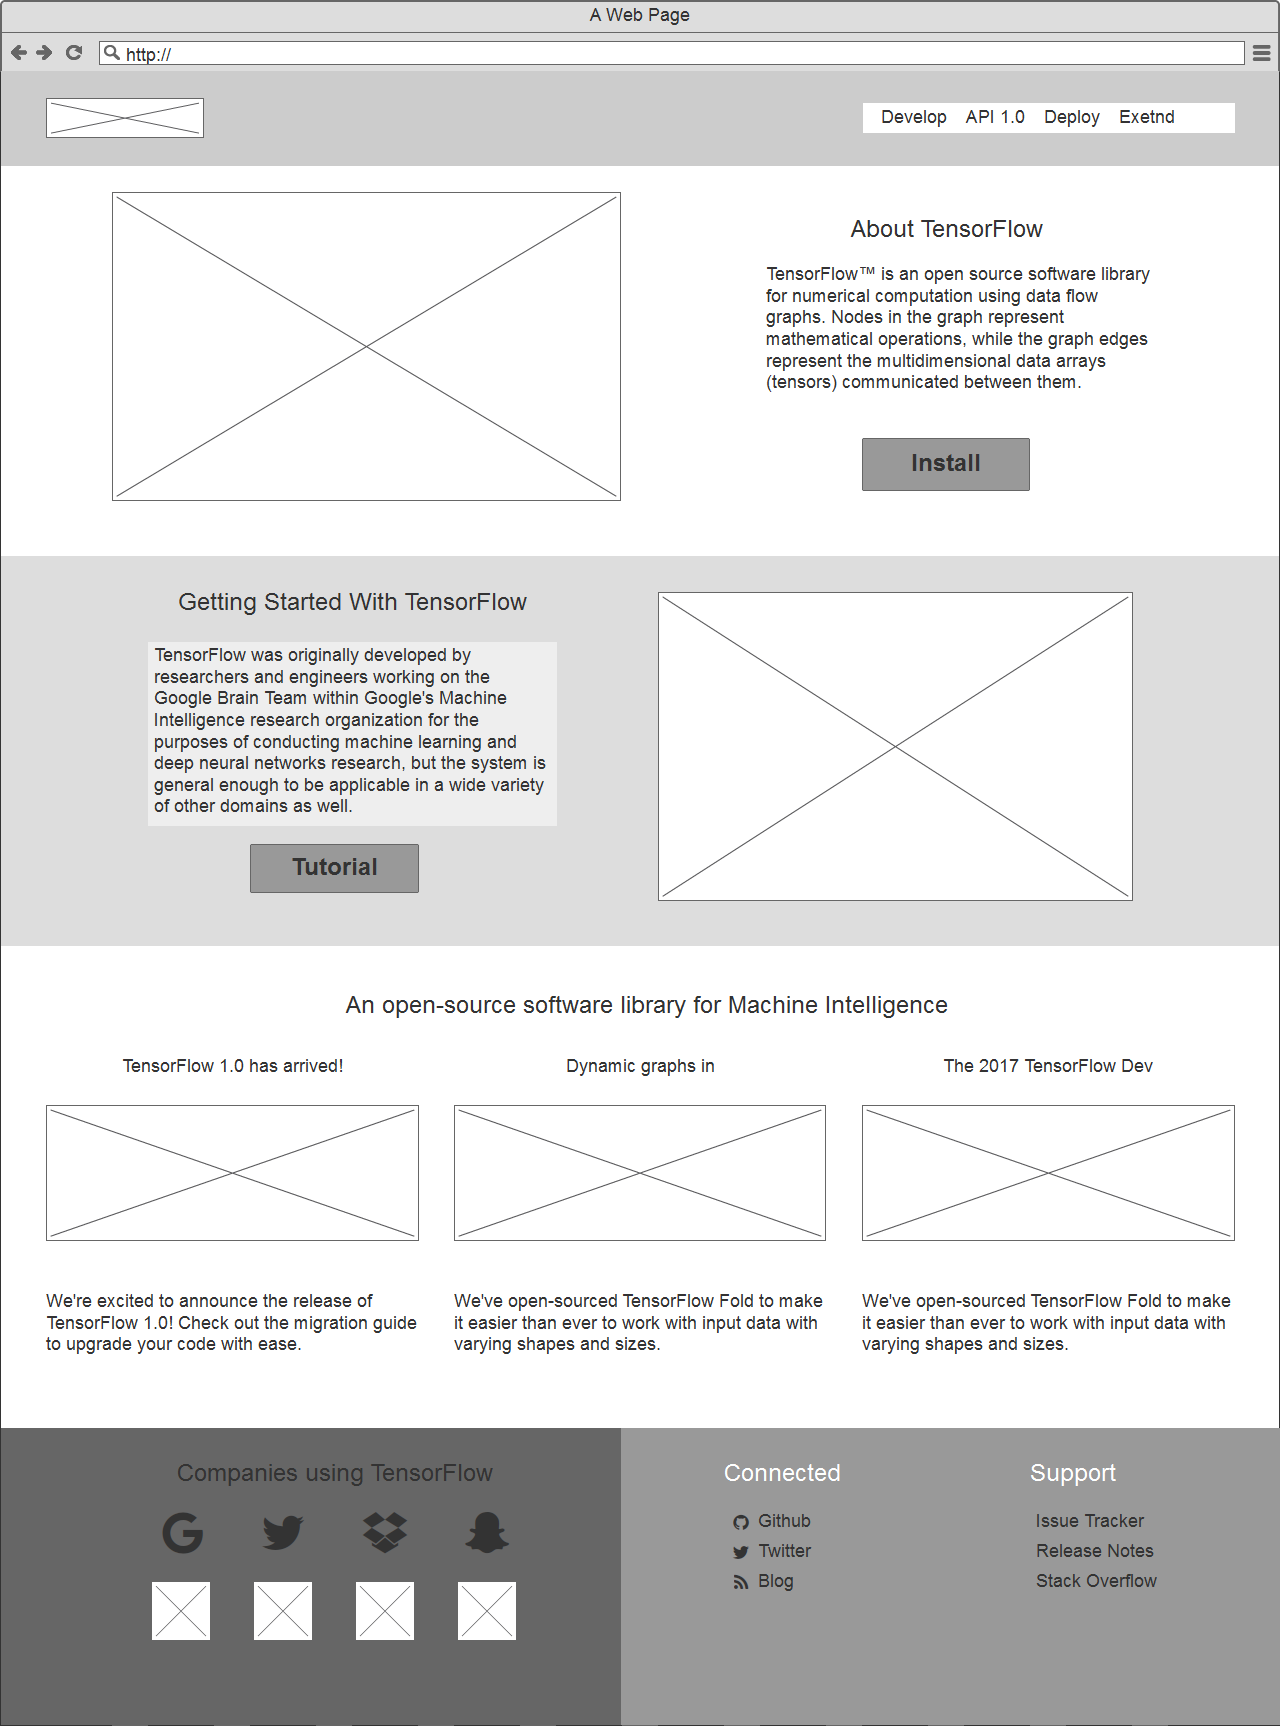 A Web Page
http://
Develop API 1.0 Deploy Exetnd
About TensorFlow
TensorFlow™ is an open source software library
for numerical computation using data flow
graphs. Nodes in the graph represent
mathematical operations, while the graph edges
represent the multidimensional data arrays
(tensors) communicated between them.
Install
Getting Started With TensorFlow
TensorFlow was originally developed by
researchers and engineers working on the
Google Brain Team within Google's Machine
Intelligence research organization for the
purposes of conducting machine learning and
deep neural networks research, but the system is
general enough to be applicable in a wide variety
of other domains as well.
Tutorial
An open-source software library for Machine Intelligence
TensorFlow 1.0 has arrived!
We're excited to announce the release of
TensorFlow 1.0! Check out the migration guide
to upgrade your code with ease.
Dynamic graphs in
We've open-sourced TensorFlow Fold to make
it easier than ever to work with input data with
varying shapes and sizes.
The 2017 TensorFlow Dev
We've open-sourced TensorFlow Fold to make
it easier than ever to work with input data with
varying shapes and sizes.
Companies using TensorFlow
Connected
Github
Twitter
Blog
Support
Issue Tracker
Release Notes
Stack Overflow